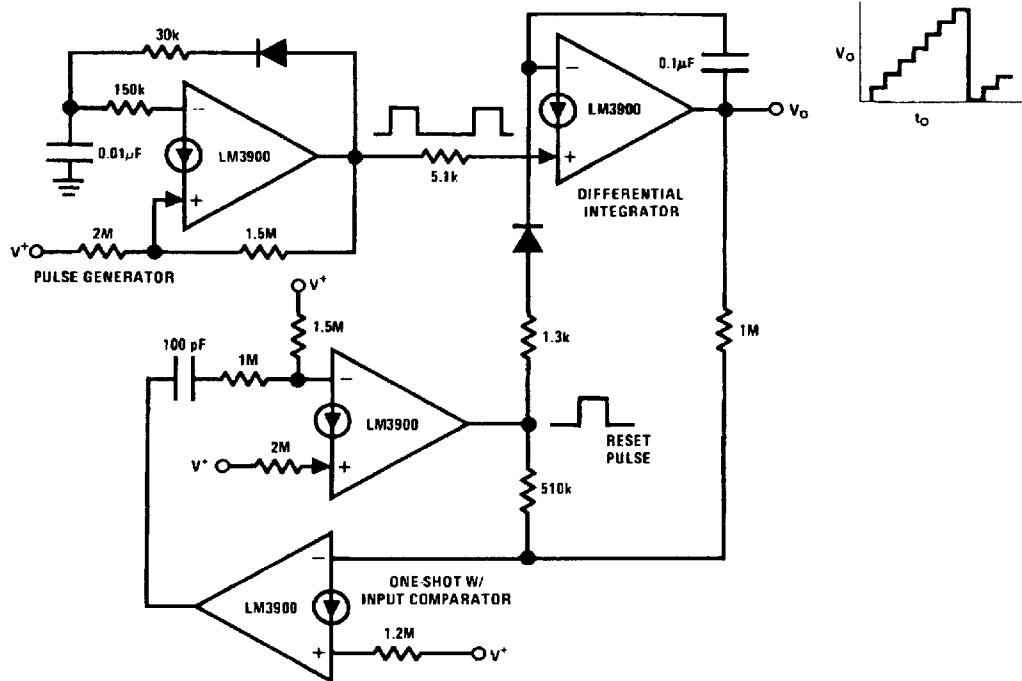 30k
150k
0.01µF
LM3900
2M
1.5M
V+
PULSE GENERATOR
5.1k
0.1µF
LM3900
Vo
DIFFERENTIAL
INTEGRATOR
Vo
to
V+
1.5M
100 pF
1M
LM3900
V+
2M
1.3k
1M
RESET
PULSE
510k
ONE-SHOT W/
INPUT COMPARATOR
LM3900
1.2M
V+